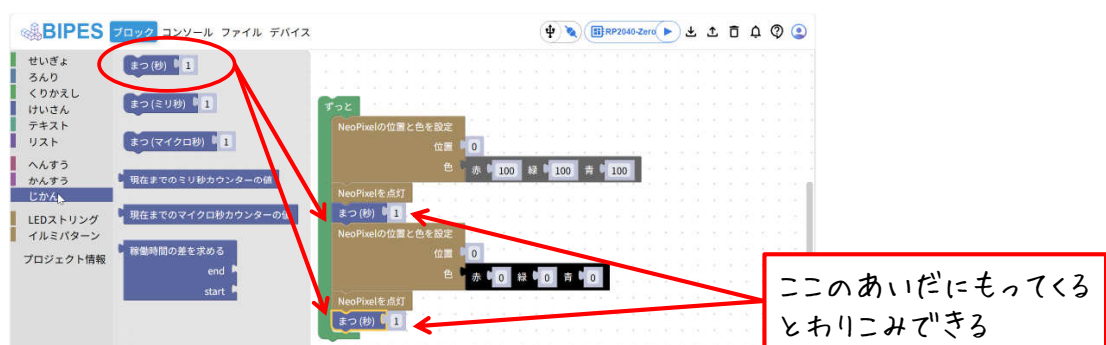 BIPES ブロック コンソール ファイル デバイス RP2040-Zero
せいぎょ
ろんり
くりかえし
けいさん
テキスト
リスト
へんすう
かんすう
じかん
LEDストリング
イルミパターン
プロジェクト情報
まつ (秒) 1
まつ (ミリ秒) 1
まつ (マイクロ秒) 1
現在までのミリ秒カウンターの値
現在までのマイクロ秒カウンターの値
稼働時間の差を求める
end
start
ずっと
NeoPixelの位置と色を設定
位置 0
色 赤 100 緑 100 青 100
NeoPixelを点灯
まつ (秒) 1
NeoPixelの位置と色を設定
位置 0
色 赤 0 緑 0 青 0
NeoPixelを点灯
まつ (秒) 1
ここのあいだにもってくる
とわりこみできる